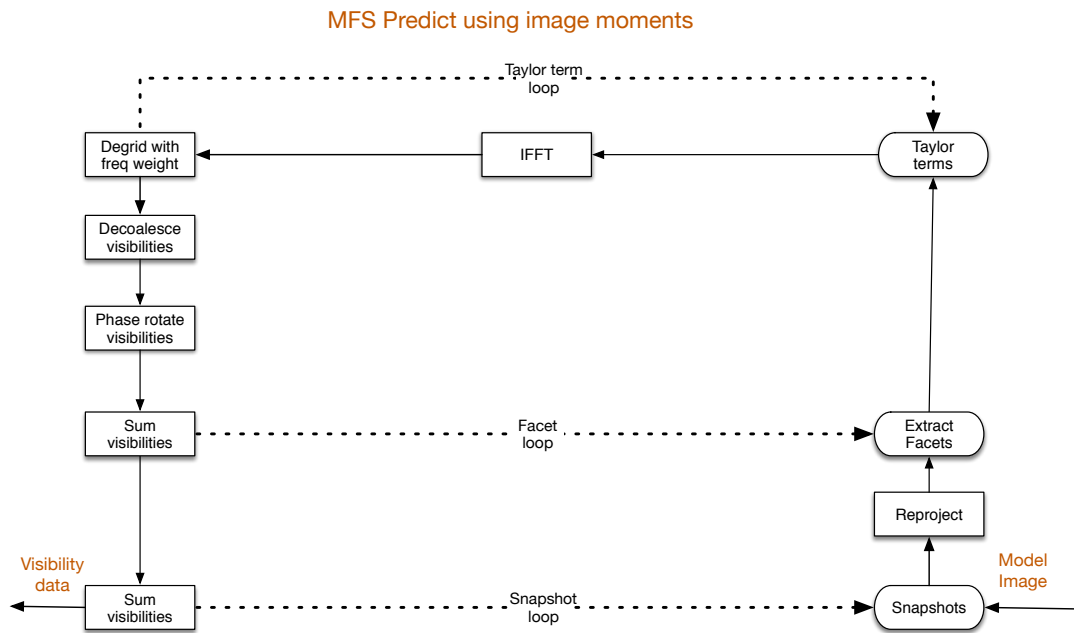 MFS Predict using image moments
Taylor term
loop
Degrid with
freq weight
IFFT
Taylor
terms
Decoalesce
visibilities
Phase rotate
visibilities
Sum
visibilities
Facet
loop
Extract
Facets
Reproject
Visibility
data
Sum
visibilities
Snapshot
loop
Snapshots
Model
Image